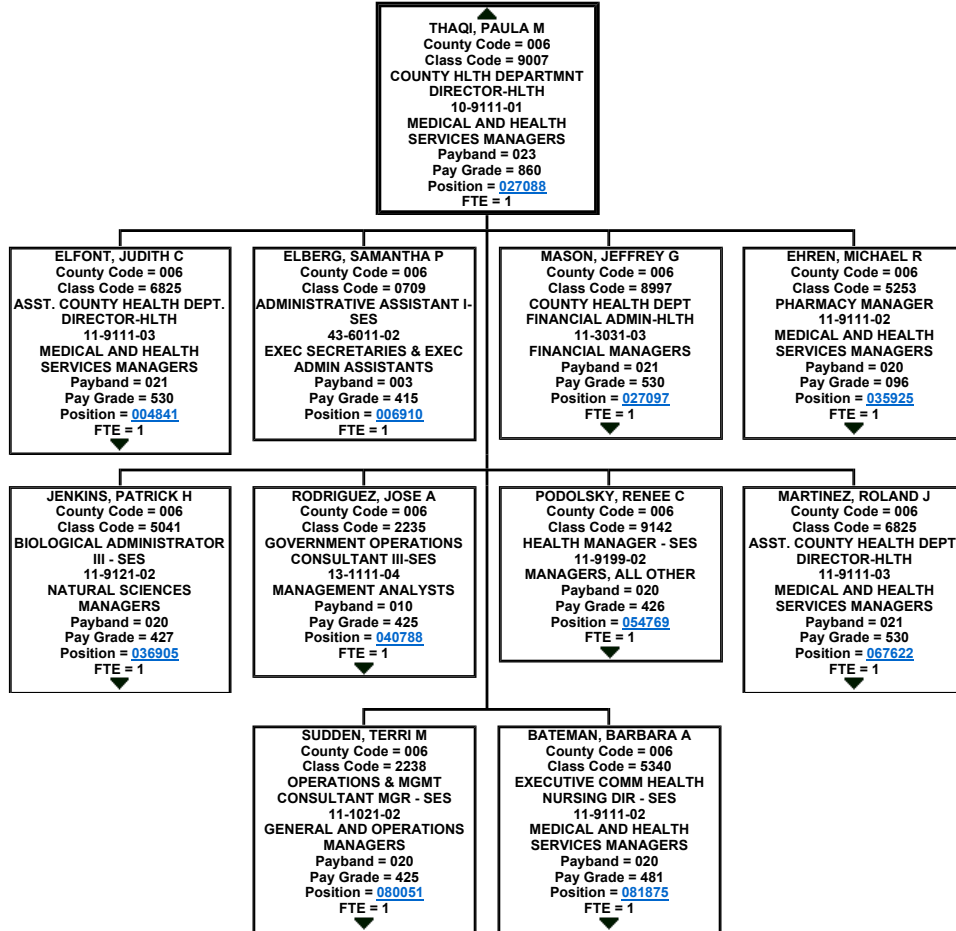 THAQI, PAULA M
County Code = 006
Class Code = 9007
COUNTY HLTH DEPARTMNT
DIRECTOR-HLTH
10-9111-01
MEDICAL AND HEALTH
SERVICES MANAGERS
Payband = 023
Pay Grade = 860
Position = 027088
FTE = 1
ELFONT, JUDITH C
County Code = 006
Class Code = 6825
ASST. COUNTY HEALTH DEPT.
DIRECTOR-HLTH
11-9111-03
MEDICAL AND HEALTH
SERVICES MANAGERS
Payband = 021
Pay Grade = 530
Position = 004841
FTE = 1
ELBERG, SAMANTHA P
County Code = 006
Class Code = 0709
ADMINISTRATIVE ASSISTANT I-
SES
43-6011-02
EXEC SECRETARIES & EXEC
ADMIN ASSISTANTS
Payband = 003
Pay Grade = 415
Position = 006910
FTE = 1
MASON, JEFFREY G
County Code = 006
Class Code = 8997
COUNTY HEALTH DEPT
FINANCIAL ADMIN-HLTH
11-3031-03
FINANCIAL MANAGERS
Payband = 021
Pay Grade = 530
Position = 027097
FTE = 1
EHREN, MICHAEL R
County Code = 006
Class Code = 5253
PHARMACY MANAGER
11-9111-02
MEDICAL AND HEALTH
SERVICES MANAGERS
Payband = 020
Pay Grade = 096
Position = 035925
FTE = 1
JENKINS, PATRICK H
County Code = 006
Class Code = 5041
BIOLOGICAL ADMINISTRATOR
III - SES
11-9121-02
NATURAL SCIENCES
MANAGERS
Payband = 020
Pay Grade = 427
Position = 036905
FTE = 1
RODRIGUEZ, JOSE A
County Code = 006
Class Code = 2235
GOVERNMENT OPERATIONS
CONSULTANT III-SES
13-1111-04
MANAGEMENT ANALYSTS
Payband = 010
Pay Grade = 425
Position = 040788
FTE = 1
PODOLSKY, RENEE C
County Code = 006
Class Code = 9142
HEALTH MANAGER - SES
11-9199-02
MANAGERS, ALL OTHER
Payband = 020
Pay Grade = 426
Position = 054769
FTE = 1
MARTINEZ, ROLAND J
County Code = 006
Class Code = 6825
ASST. COUNTY HEALTH DEPT
DIRECTOR-HLTH
11-9111-03
MEDICAL AND HEALTH
SERVICES MANAGERS
Payband = 021
Pay Grade = 530
Position = 067622
FTE = 1
SUDDEN, TERRI M
County Code = 006
Class Code = 2238
OPERATIONS & MGMT
CONSULTANT MGR - SES
11-1021-02
GENERAL AND OPERATIONS
MANAGERS
Payband = 020
Pay Grade = 425
Position = 080051
FTE = 1
BATEMAN, BARBARA A
County Code = 006
Class Code = 5340
EXECUTIVE COMM HEALTH
NURSING DIR - SES
11-9111-02
MEDICAL AND HEALTH
SERVICES MANAGERS
Payband = 020
Pay Grade = 481
Position = 081875
FTE = 1